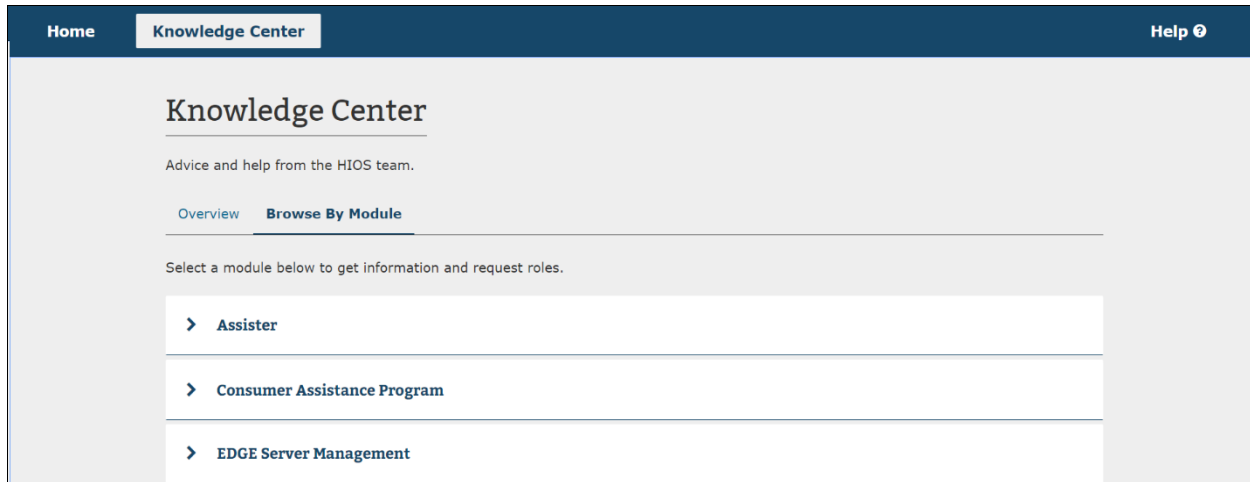 Home Knowledge Center Help
Knowledge Center
Advice and help from the HIOS team.
Overview Browse By Module
Select a module below to get information and request roles.
Assister
Consumer Assistance Program
EDGE Server Management